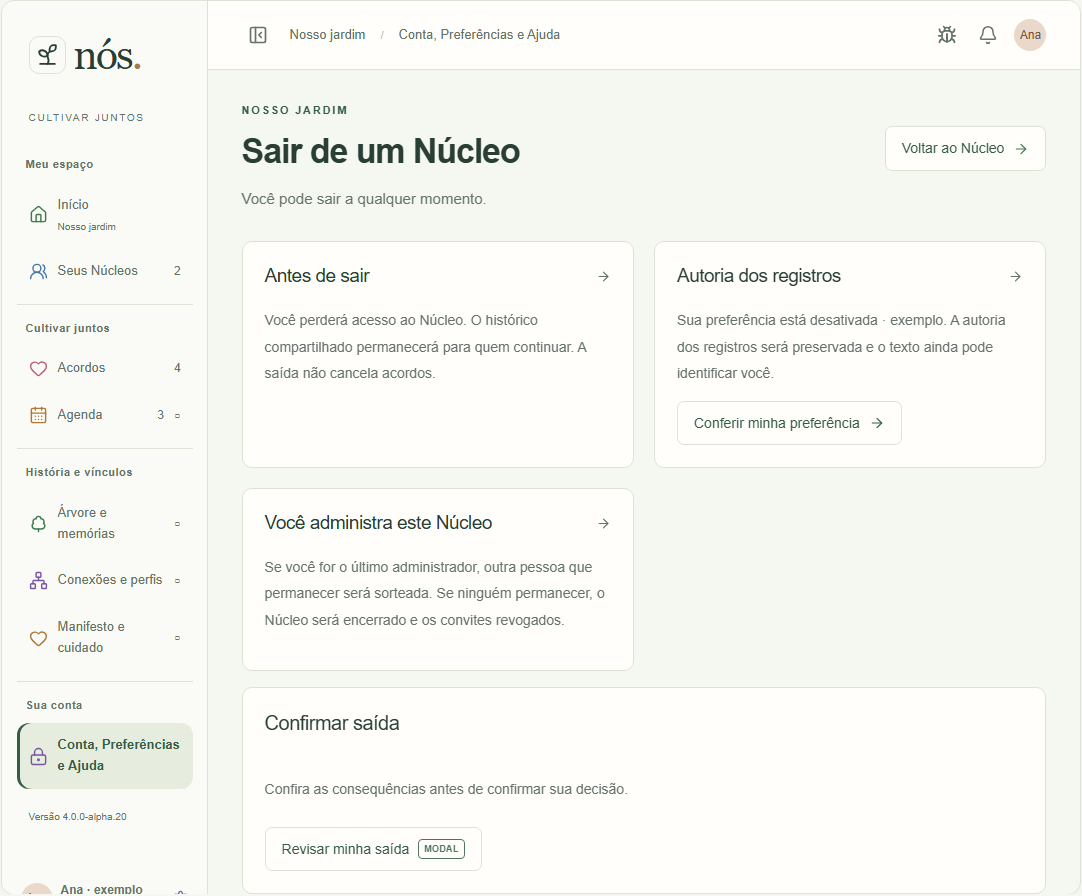 nós.
CULTIVAR JUNTOS
Meu espaço
Início
Nosso jardim
Seus Núcleos 2
Cultivar juntos
Acordos 4
Agenda 3
História e vínculos
Árvore e
memórias
Conexões e perfis
Manifesto e
cuidado
Sua conta
Conta, Preferências
e Ajuda
Versão 4.0.0-alpha.20
Ana · exemplo
Nosso jardim / Conta, Preferências e Ajuda
Ana
NOSSO JARDIM
Sair de um Núcleo
Voltar ao Núcleo →
Você pode sair a qualquer momento.
Antes de sair →
Você perderá acesso ao Núcleo. O histórico
compartilhado permanecerá para quem continuar. A
saída não cancela acordos.
Autoria dos registros →
Sua preferência está desativada · exemplo. A autoria
dos registros será preservada e o texto ainda pode
identificar você.
Conferir minha preferência →
Você administra este Núcleo →
Se você for o último administrador, outra pessoa que
permanecer será sorteada. Se ninguém permanecer, o
Núcleo será encerrado e os convites revogados.
Confirmar saída
Confira as consequências antes de confirmar sua decisão.
Revisar minha saída MODAL